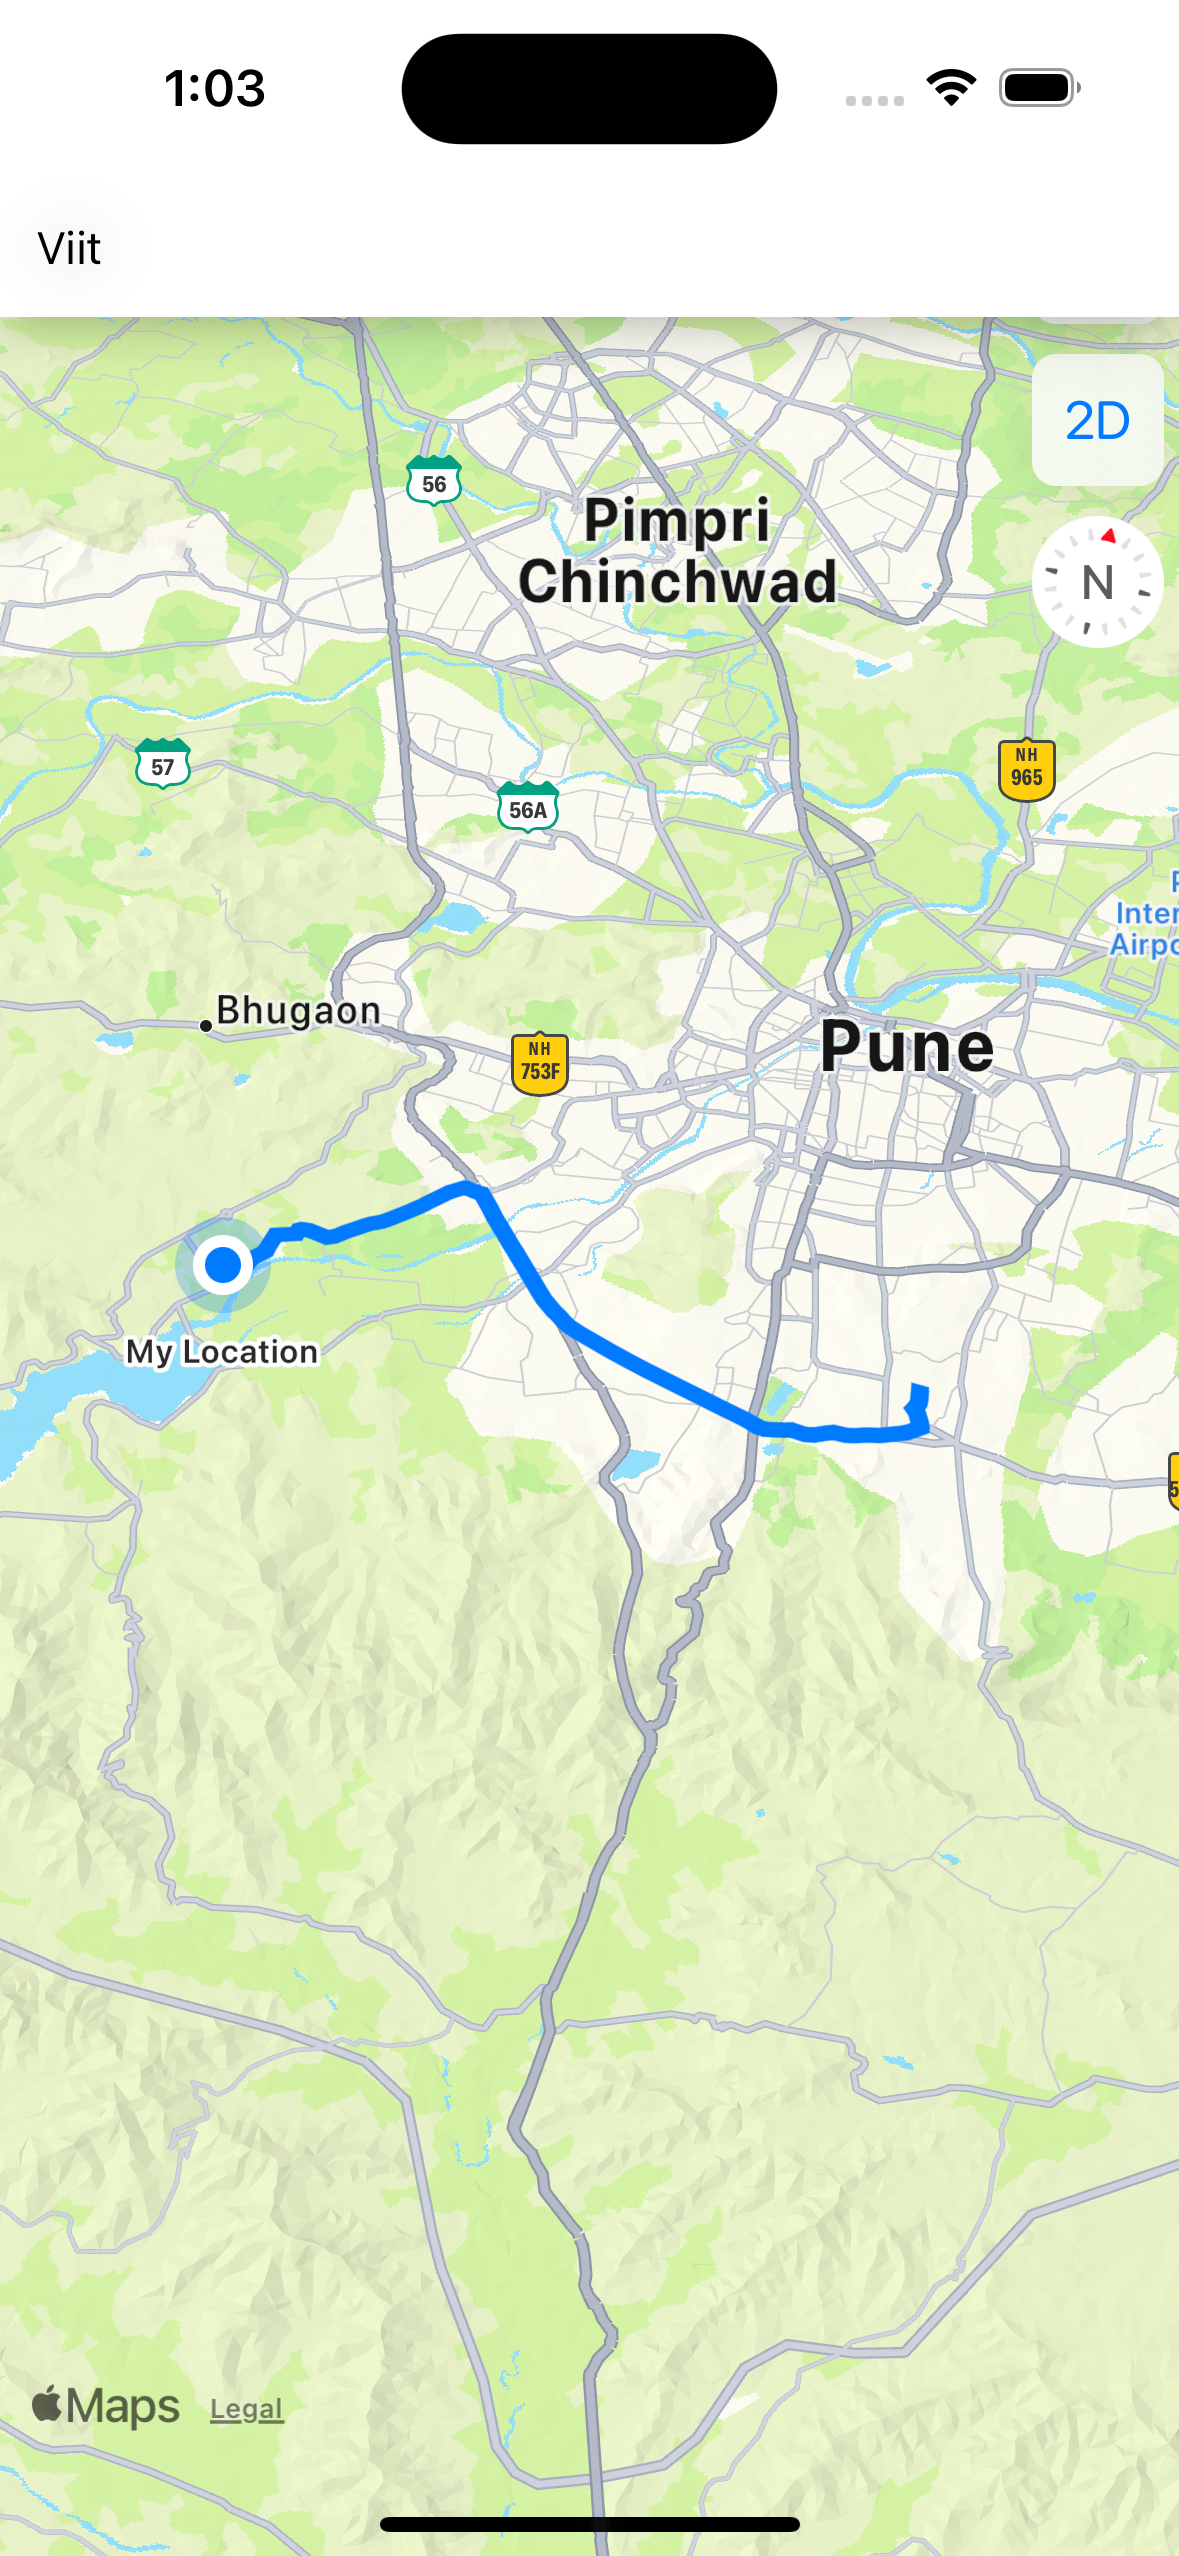 1:03
Viit
2D
56
Pimpri
Chinchwad
N
57
NH
965
56A
Inter
Airpo
Bhugaon
NH
753F
Pune
My Location
5
Maps
Legal